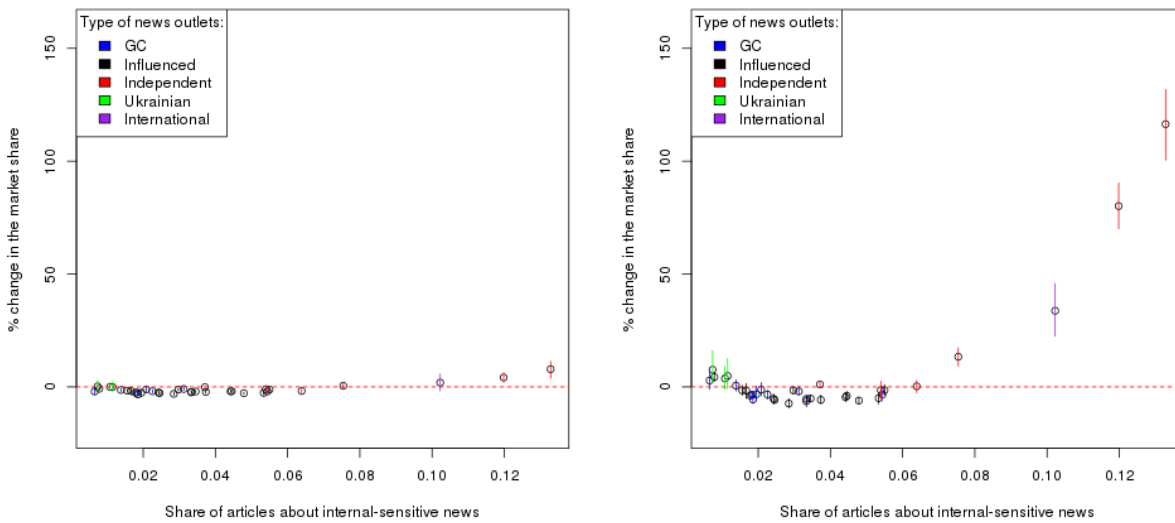 Type of news outlets:
GC
Influenced
Independent
Ukrainian
International
150
100
50
0
% change in the market share
0.02 0.04 0.06 0.08 0.10 0.12
Share of articles about internal-sensitive news
Type of news outlets:
GC
Influenced
Independent
Ukrainian
International
150
100
50
0
% change in the market share
0.02 0.04 0.06 0.08 0.10 0.12
Share of articles about internal-sensitive news